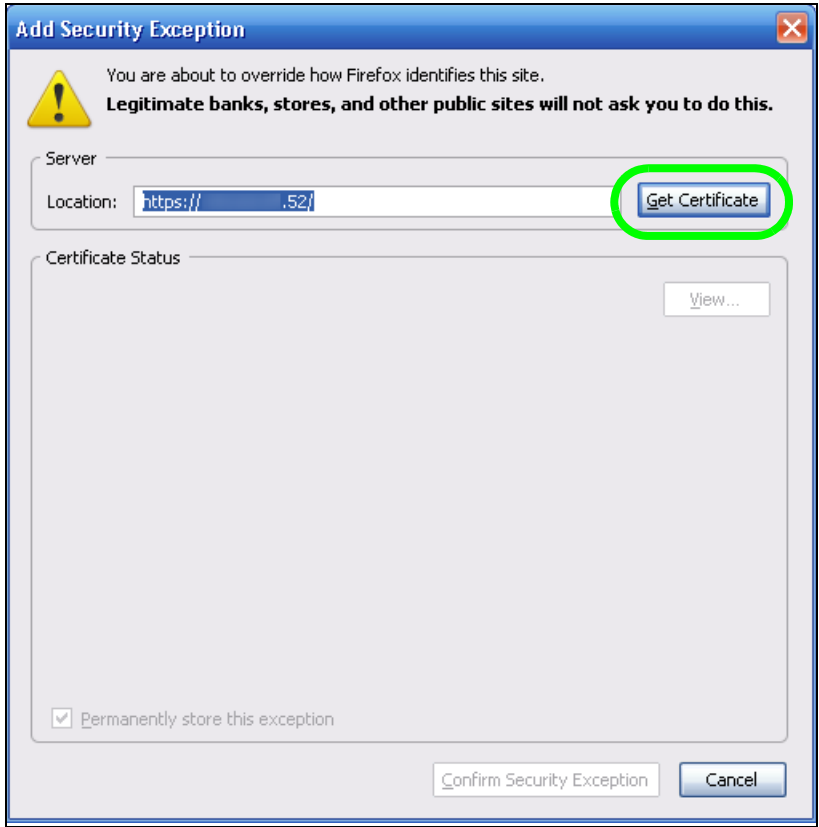 Add Security Exception
You are about to override how Firefox identifies this site.
Legitimate banks, stores, and other public sites will not ask you to do this.
Server
Location: https:// .52/ Get Certificate
Certificate Status
View...
Permanently store this exception
Confirm Security Exception Cancel